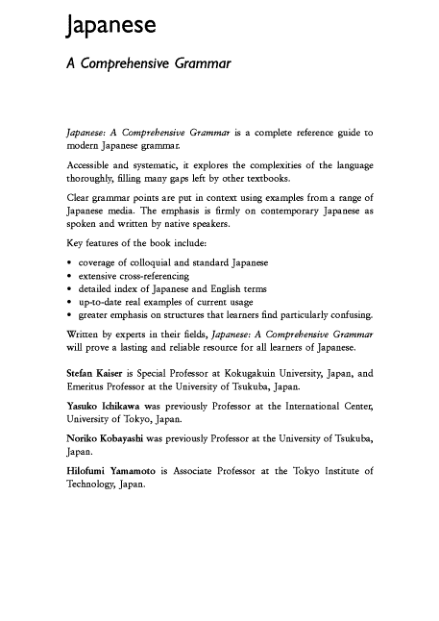 Japanese
A Comprehensive Grammar
Japanese: A Comprehensive Grammar is a complete reference guide to
modern Japanese grammar.
Accessible and systematic, it explores the complexities of the language
thoroughly, filling many gaps left by other textbooks.
Clear grammar points are put in context using examples from a range of
Japanese media. The emphasis is firmly on contemporary Japanese as
spoken and written by native speakers.
Key features of the book include:
• coverage of colloquial and standard Japanese
• extensive cross-referencing
• detailed index of Japanese and English terms
• up-to-date real examples of current usage
• greater emphasis on structures that learners find particularly confusing.
Written by experts in their fields, Japanese: A Comprehensive Grammar
will prove a lasting and reliable resource for all learners of Japanese.
Stefan Kaiser is Special Professor at Kokugakuin University, Japan, and
Emeritus Professor at the University of Tsukuba, Japan.
Yasuko Ichikawa was previously Professor at the International Center,
University of Tokyo, Japan.
Noriko Kobayashi was previously Professor at the University of Tsukuba,
Japan.
Hilofumi Yamamoto is Associate Professor at the Tokyo Institute of
Technology, Japan.